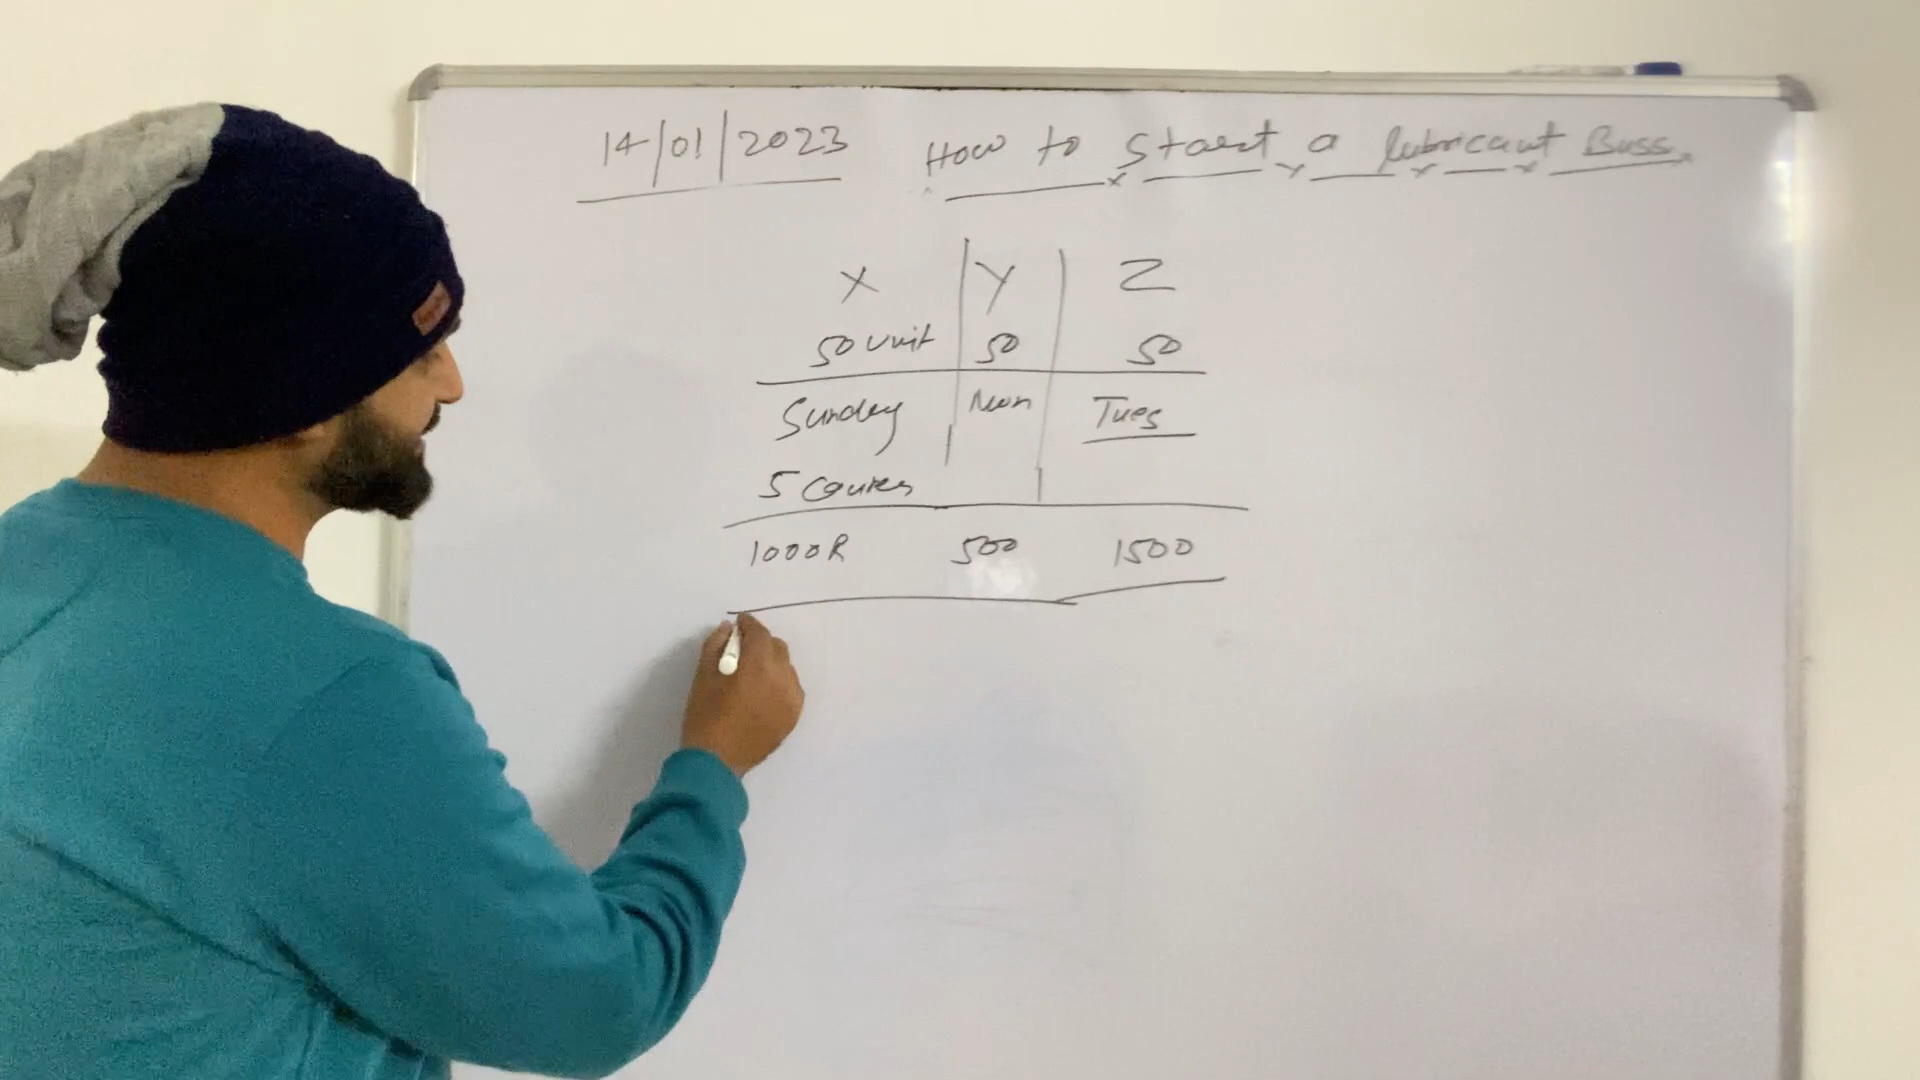 14/01/2023 How to Start a lubricant Buss
X Y Z
50 unit 50 50
Sunday Mon Tues
5
1000R 500 1500